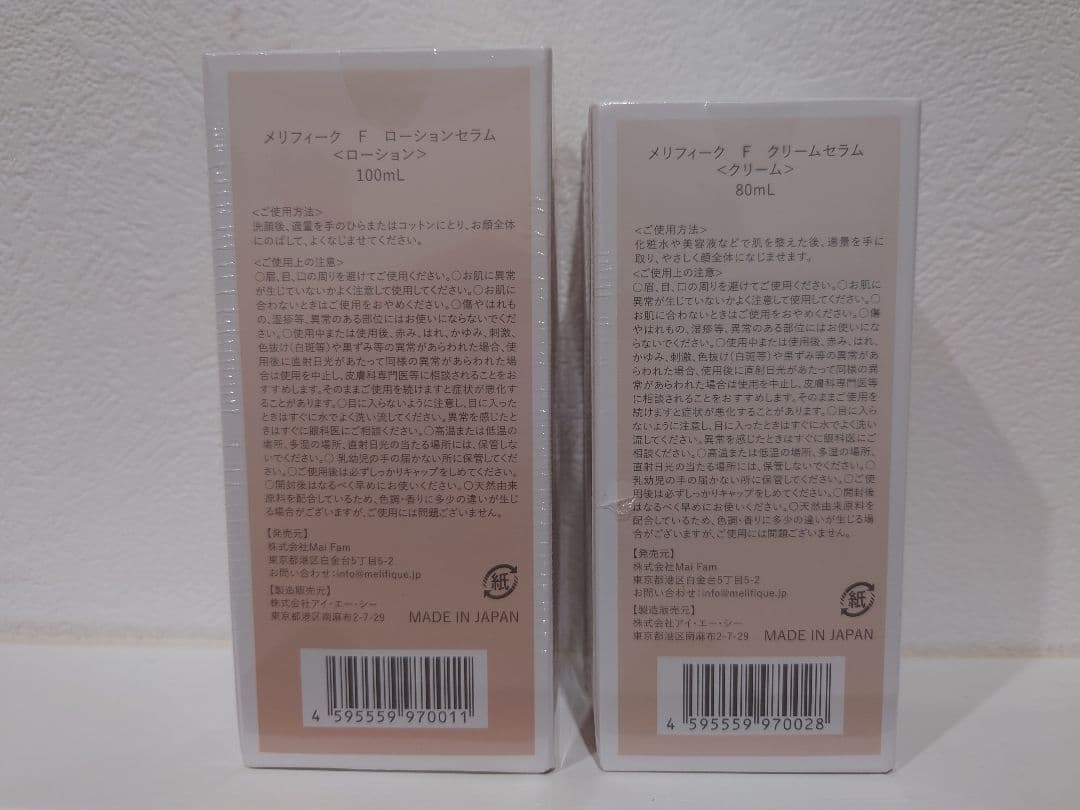 メリフィーク F ローションセラム
<ローション>
100mL
<ご使用方法>
洗顔後、適量を手のひらまたはコットンにとり、お顔全体
にのばして、よくなじませてください。
<ご使用上の注意>
○眉、目、口の周りを避けてご使用ください。○お肌に異常
が生じていないかよく注意して使用してください。○お肌に
合わないときはご使用をおやめください。○傷やはれも
の、湿疹等、異常のある部位にはお使いにならないでくだ
さい。○使用中または使用後、赤み、はれ、かゆみ、刺激、
色抜け(白斑等)や黒ずみ等の異常があらわれた場合、使
用後に直射日光があたって同様の異常があらわれた場
合は使用を中止し、皮膚科専門医等に相談されることをお
すすめします。そのままご使用を続けますと症状が悪化す
ることがあります。○目に入らないように注意し、目に入った
ときはすぐに水でよく洗い流してください。異常を感じたと
きはすぐに眼科医にご相談ください。○高温または低温の
場所、多湿の場所、直射日光の当たる場所には、保管しな
いでください。○ 乳幼児の手の届かない所に保管してくだ
さい。○ご使用後は必ずしっかりキャップをしめてください。
○開封後はなるべく早めにお使いください。○天然由来
原料を配合しているため、色調・香りに多少の違いが生じ
る場合がございますが、ご使用には問題ございません。
【発売元】
株式会社Mai Fam
東京都港区白金台5丁目5-2
お問い合わせ:info@melifique.jp
【製造販売元】
株式会社アイ・エー・シー
東京都港区南麻布2-7-29
紙
MADE IN JAPAN
4 595559 970011
メリフィーク F クリームセラム
<クリーム>
80mL
<ご使用方法>
化粧水や美容液などで肌を整えた後、適量を手に
取り、やさしく顔全体になじませます。
<ご使用上の注意>
○眉、目、口の周りを避けてご使用ください。○お肌に
異常が生じていないかよく注意して使用してください。○
お肌に合わないときはご使用をおやめください。○傷
やはれもの、湿疹等、異常のある部位にはお使いにな
らないでください。○使用中または使用後、赤み、はれ、
かゆみ、刺激、色抜け(白斑等)や黒ずみ等の異常があ
らわれた場合、使用後に直射日光があたって同様の異
常があらわれた場合は使用を中止し、皮膚科専門医等
に相談されることをおすすめします。そのままご使用を
続けますと症状が悪化することがあります。○目に入ら
ないように注意し、目に入ったときはすぐに水でよく洗い
流してください。異常を感じたときはすぐに眼科医にご
相談ください。○高温または低温の場所、多湿の場所、
直射日光の当たる場所には、保管しないでください。○
乳幼児の手の届かない所に保管してください。○ご使
用後は必ずしっかりキャップをしめてください。○開封後
はなるべく早めにお使いください。○天然由来原料を
配合しているため、色調・香りに多少の違いが生じる場
合がございますが、ご使用には問題ございません。
【発売元】
株式会社Mai Fam
東京都港区白金台5丁目5-2
お問い合わせ:info@melifique.jp
【製造販売元】
株式会社アイ・エー・シー
東京都港区南麻布2-7-29
紙
MADE IN JAPAN
4 595559 970028